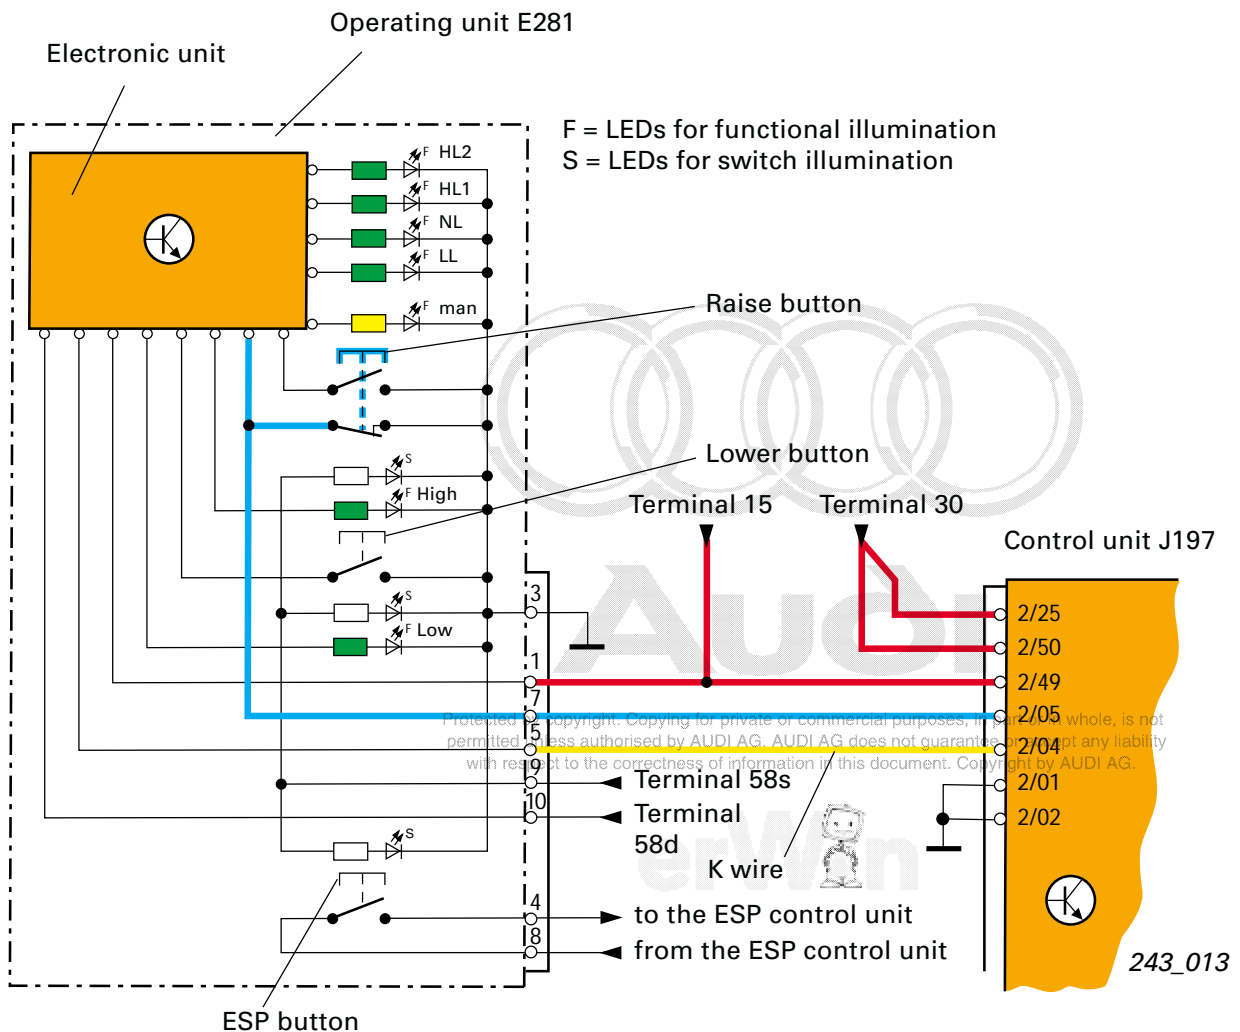 Operating unit E281
Electronic unit
F = LEDs for functional illumination
S = LEDs for switch illumination
F HL2
F HL1
F NL
F LL
F man
Raise button
Lower button
S
F High
Terminal 15
Terminal 30
Control unit J197
S
F Low
3
1
7
5
9
10
4
8
2/25
2/50
2/49
2/05
2/04
2/01
2/02
Audi
Protected by copyright. Copying for private or commercial purposes, in part or in whole, is not
permitted unless authorised by AUDI AG. AUDI AG does not guarantee or accept any liability
with respect to the correctness of information in this document. Copyright by AUDI AG.
Terminal 58s
Terminal
58d
erWin
K wire
S
to the ESP control unit
from the ESP control unit
243_013
ESP button